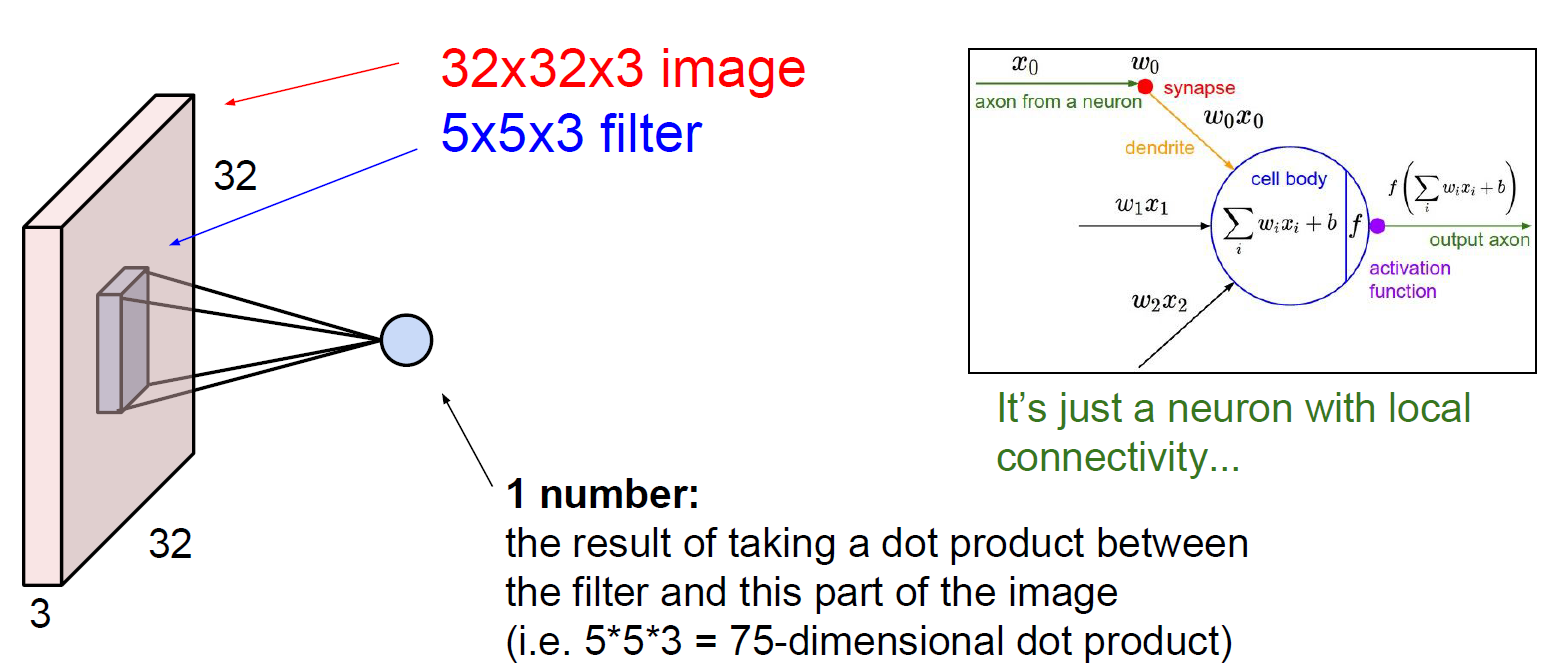 32x32x3 image
5x5x3 filter
32
32
3
1 number:
the result of taking a dot product between
the filter and this part of the image
(i.e. 5*5*3 = 75-dimensional dot product)
x₀
w₀
synapse
axon from a neuron
w₀x₀
dendrite
cell body
w₁x₁
∑ᵢ wᵢxᵢ + b
f
f(∑ᵢ wᵢxᵢ + b)
output axon
activation
function
w₂x₂
It’s just a neuron with local
connectivity...